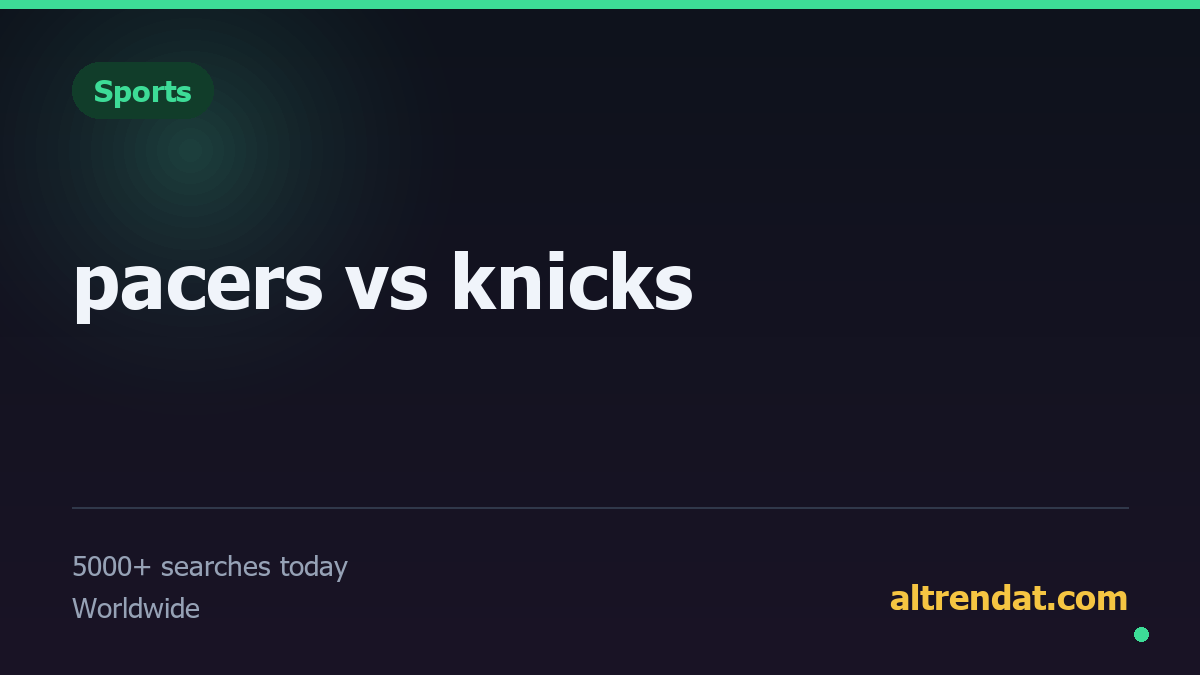 Sports
pacers vs knicks
5000+ searches today
Worldwide
altrendat.com